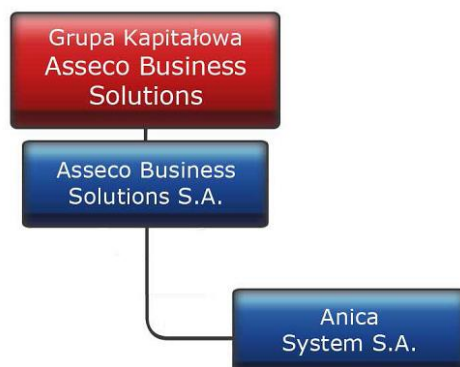 Grupa Kapitałowa
Asseco Business
Solutions
Asseco Business
Solutions S.A.
Anica
System S.A.